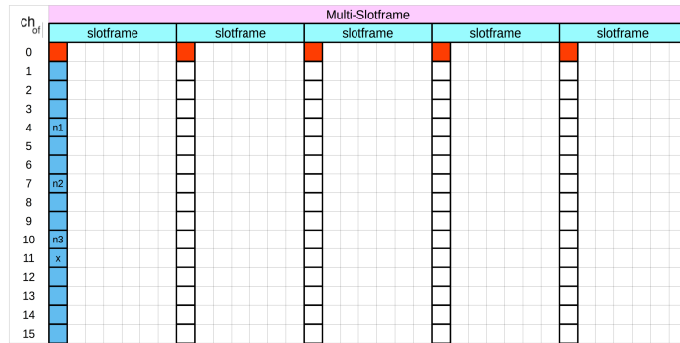 Multi-Slotframe
ch_of
slotframe slotframe slotframe slotframe slotframe
0
1
2
3
4 n1
5
6
7 n2
8
9
10 n3
11 x
12
13
14
15